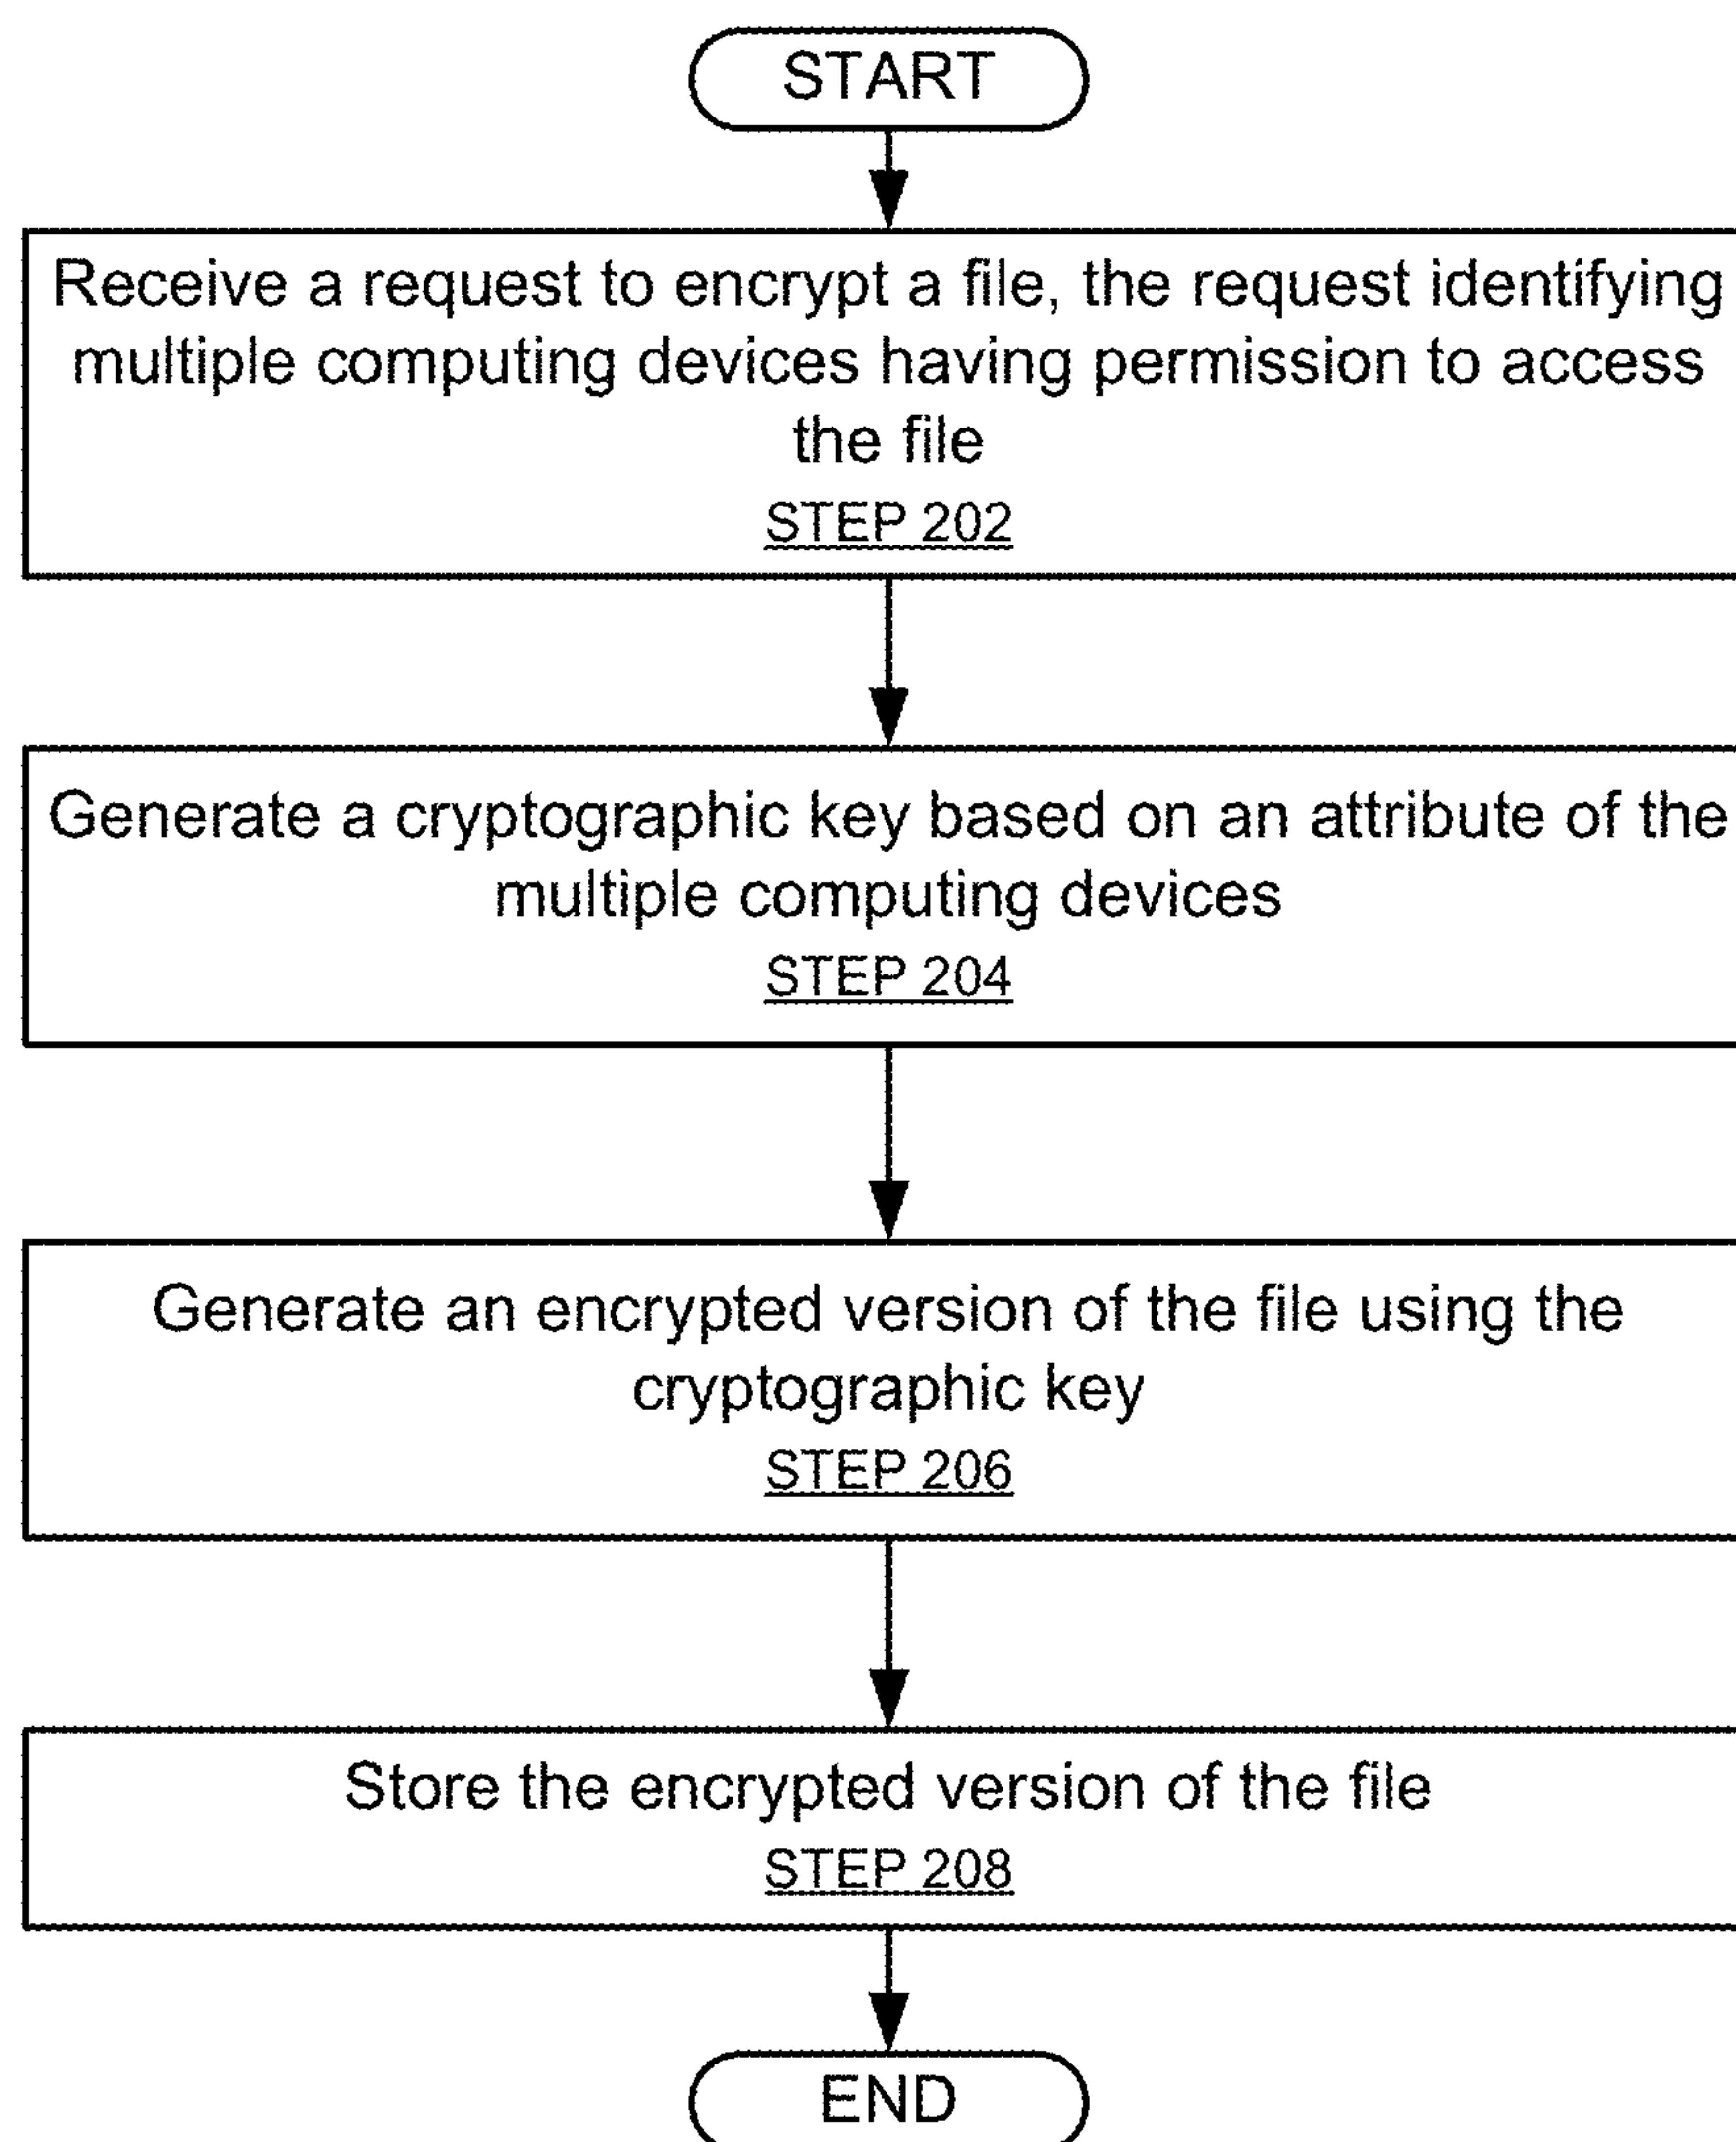 START
Receive a request to encrypt a file, the request identifying
multiple computing devices having permission to access
the file
STEP 202
Generate a cryptographic key based on an attribute of the
multiple computing devices
STEP 204
Generate an encrypted version of the file using the
cryptographic key
STEP 206
Store the encrypted version of the file
STEP 208
END